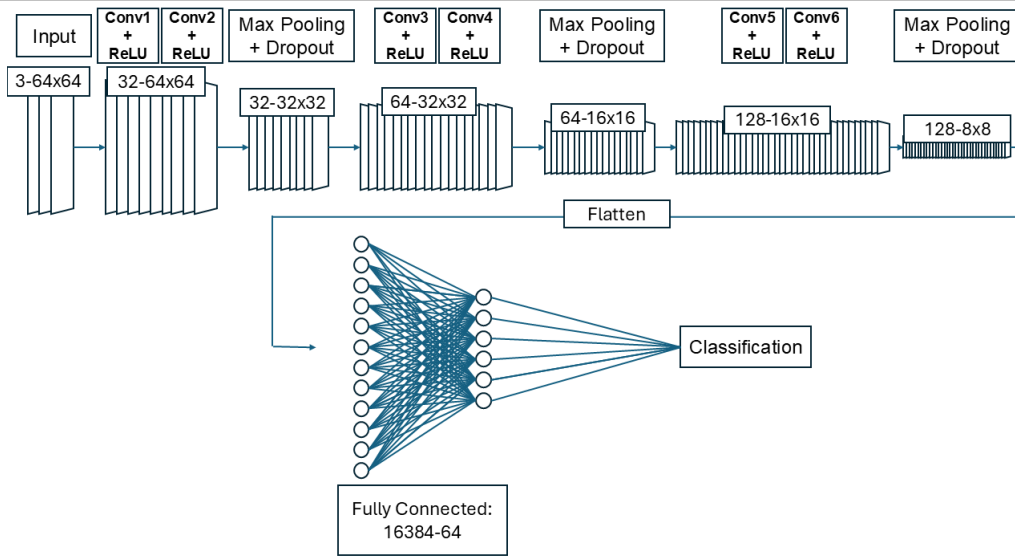 Input
Conv1
+
ReLU
Conv2
+
ReLU
Max Pooling
+ Dropout
Conv3
+
ReLU
Conv4
+
ReLU
Max Pooling
+ Dropout
Conv5
+
ReLU
Conv6
+
ReLU
Max Pooling
+ Dropout
3-64x64
32-64x64
32-32x32
64-32x32
64-16x16
128-16x16
128-8x8
Flatten
Classification
Fully Connected:
16384-64